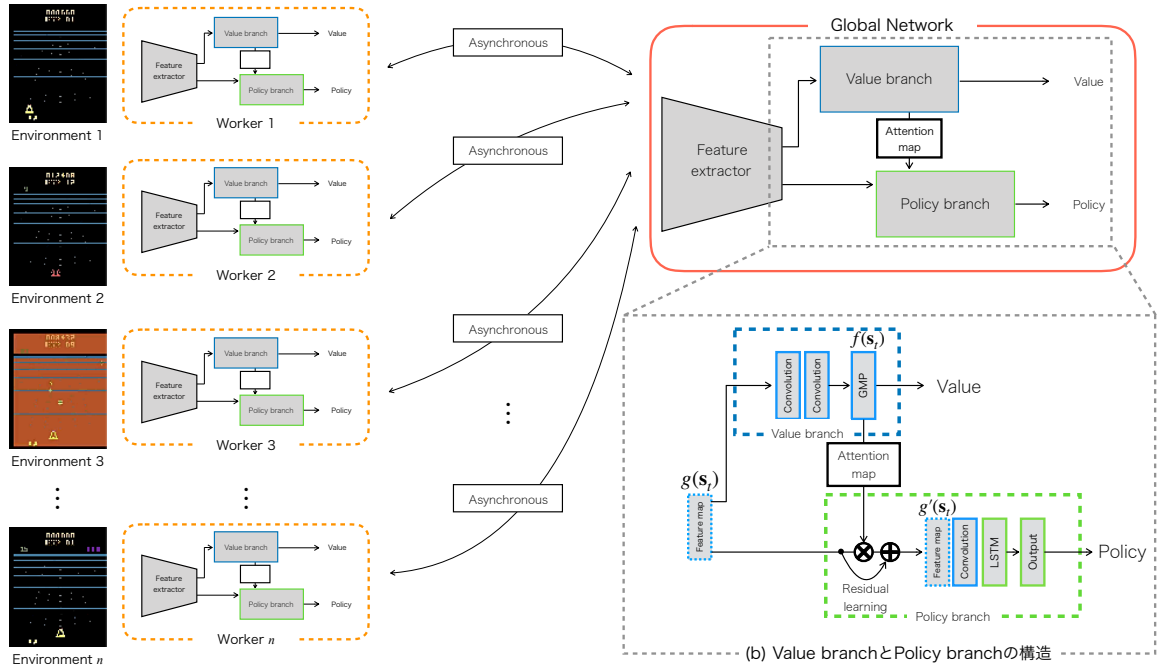 Environment 1
Feature
extractor
Value branch
Policy branch
Value
Policy
Worker 1
Environment 2
Feature
extractor
Value branch
Policy branch
Value
Policy
Worker 2
Environment 3
Feature
extractor
Value branch
Policy branch
Value
Policy
Worker 3
Environment n
Feature
extractor
Value branch
Policy branch
Value
Policy
Worker n
Asynchronous
Asynchronous
Asynchronous
Asynchronous
Global Network
Feature
extractor
Value branch
Attention
map
Policy branch
Value
Policy
f(s_t)
Convolution
Convolution
GMP
Value
Value branch
Attention
map
g(s_t)
Feature map
g'(s_t)
Feature map
Convolution
LSTM
Output
Policy
Residual
learning
Policy branch
(b) Value branchとPolicy branchの構造